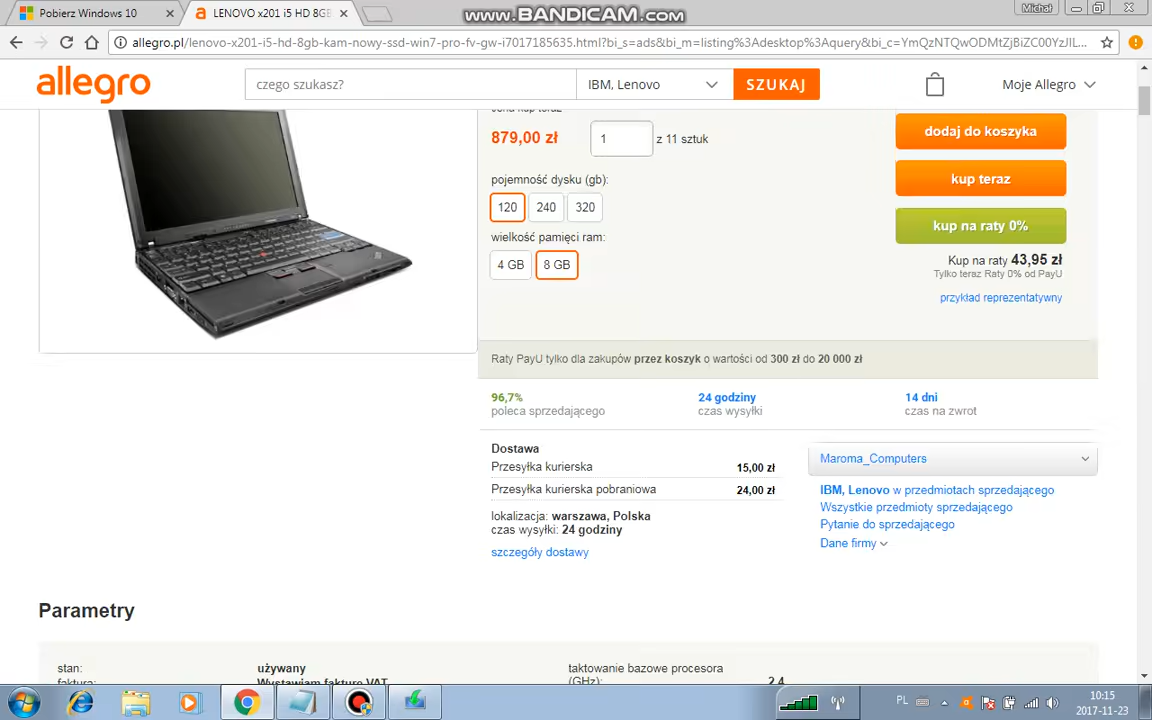 Pobierz Windows 10
LENOVO x201 i5 HD 8GB
www.BANDICAM.com
Michał
allegro.pl/lenovo-x201-i5-hd-8gb-kam-nowy-ssd-win7-pro-fv-gw-i7017185635.html?bi_s=ads&bi_m=listing%3Adesktop%3Aquery&bi_c=YmQzNTQwODMtZjBiZC00YzJlL...
allegro
czego szukasz?
IBM, Lenovo
SZUKAJ
Moje Allegro
cena kup teraz
879,00 zł
1
z 11 sztuk
dodaj do koszyka
pojemność dysku (gb):
kup teraz
120 240 320
kup na raty 0%
wielkość pamięci ram:
4 GB 8 GB
Kup na raty 43,95 zł
Tylko teraz Raty 0% od PayU
przykład reprezentatywny
Raty PayU tylko dla zakupów przez koszyk o wartości od 300 zł do 20 000 zł
96,7%
poleca sprzedającego
24 godziny
czas wysyłki
14 dni
czas na zwrot
Dostawa
Przesyłka kurierska 15,00 zł
Przesyłka kurierska pobraniowa 24,00 zł
lokalizacja: warszawa, Polska
czas wysyłki: 24 godziny
szczegóły dostawy
Maroma_Computers
IBM, Lenovo w przedmiotach sprzedającego
Wszystkie przedmioty sprzedającego
Pytanie do sprzedającego
Dane firmy
Parametry
stan: używany
faktura: Wystawiam fakturę VAT
taktowanie bazowe procesora
(GHz): 2.4
PL
10:15
2017-11-23